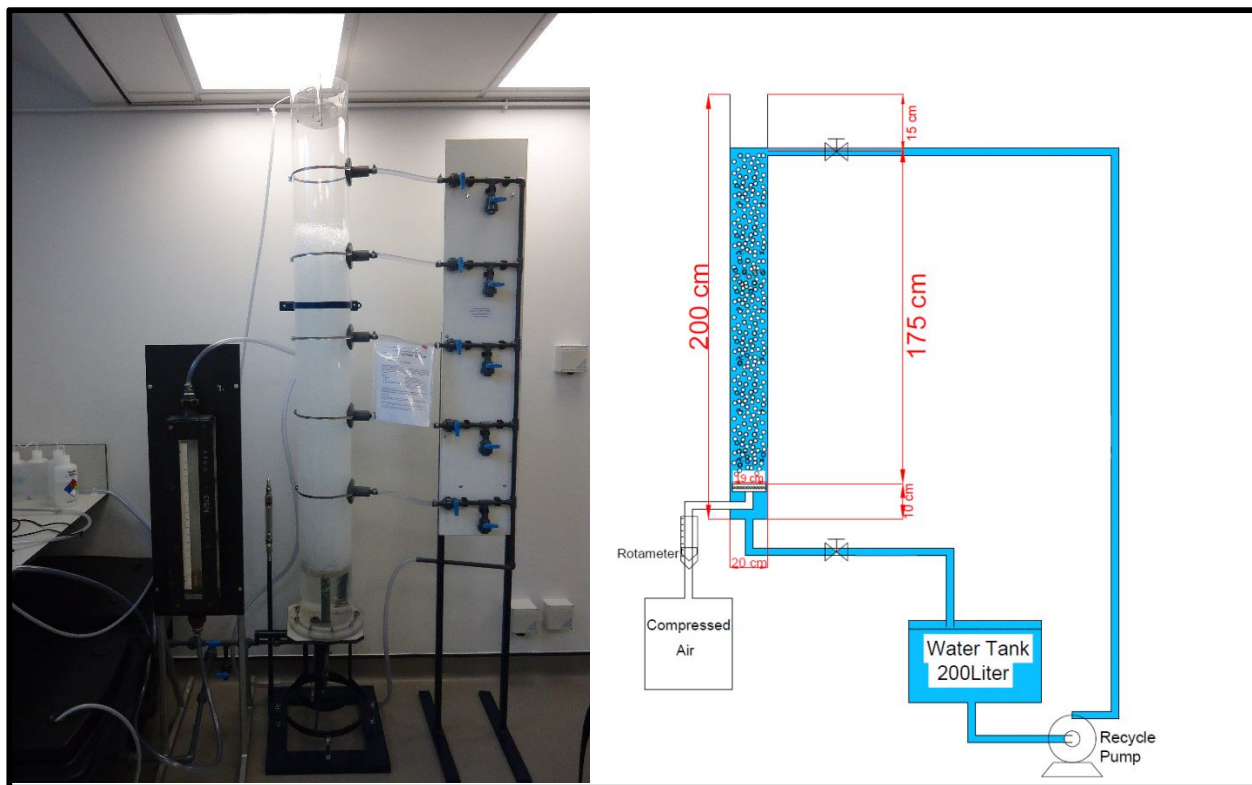 15 cm
200 cm
175 cm
19 cm
10 cm
20 cm
Rotameter
Compressed
Air
Water Tank
200Liter
Recycle
Pump